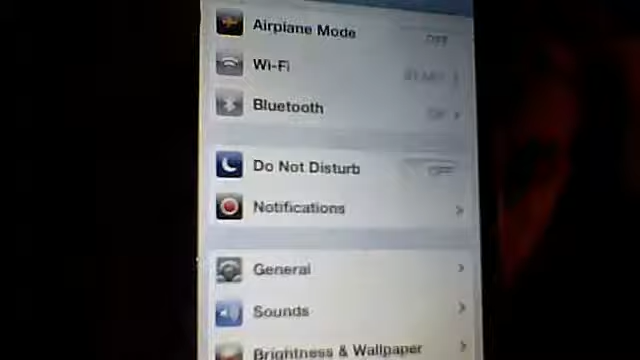 Airplane Mode OFF
Wi-Fi
Bluetooth
Do Not Disturb OFF
Notifications
General
Sounds
Brightness & Wallpaper